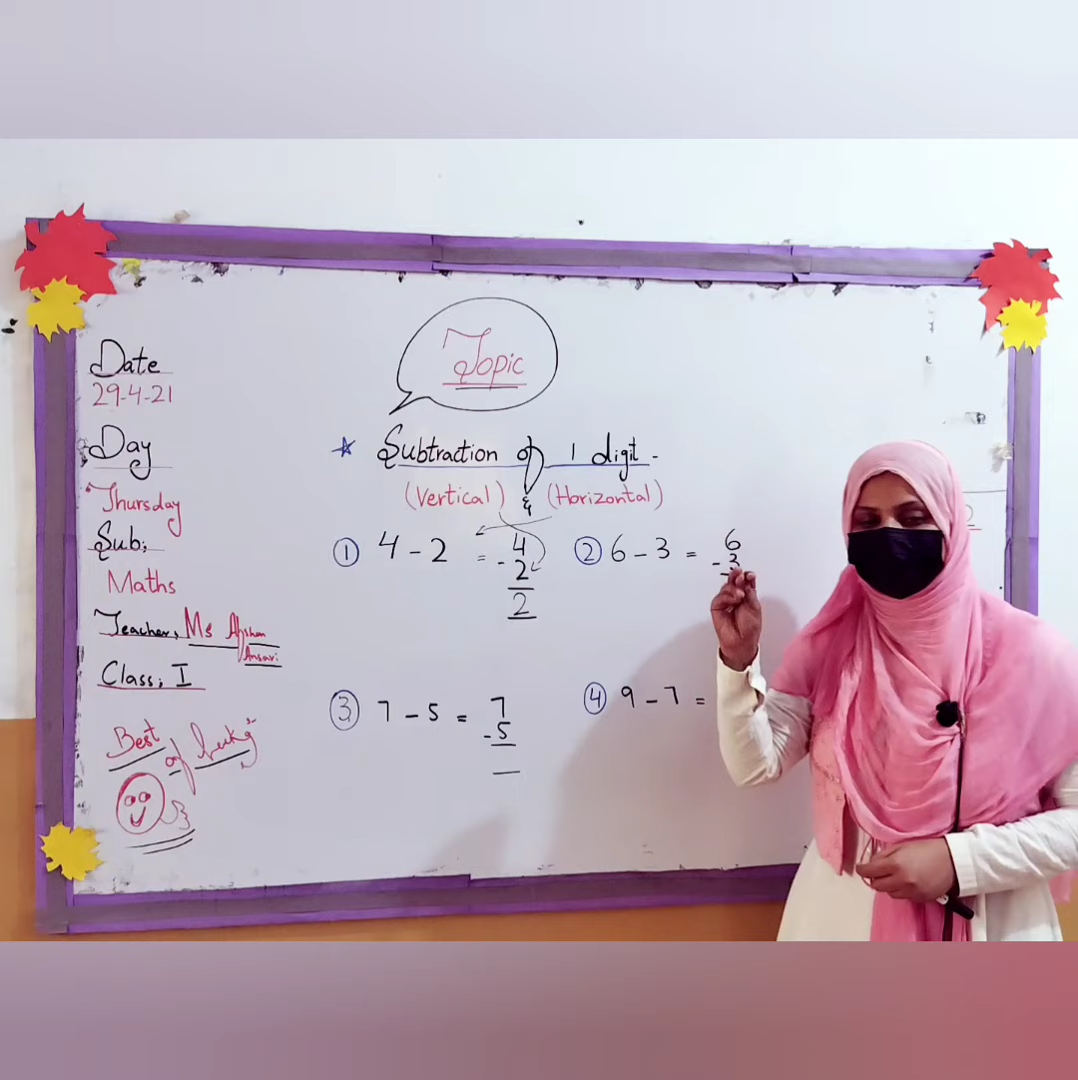 Date
29-4-21
Day
Thursday
Sub;
Maths
Teacher; Ms Afshan
Ansari
Class; I
Best of luck
Topic
Subtraction of 1 digit -
(Vertical) & (Horizontal)
① 4 - 2 = 4
- 2
2
② 6 - 3 = 6
- 3
③ 7 - 5 = 7
- 5
④ 9 - 7 =